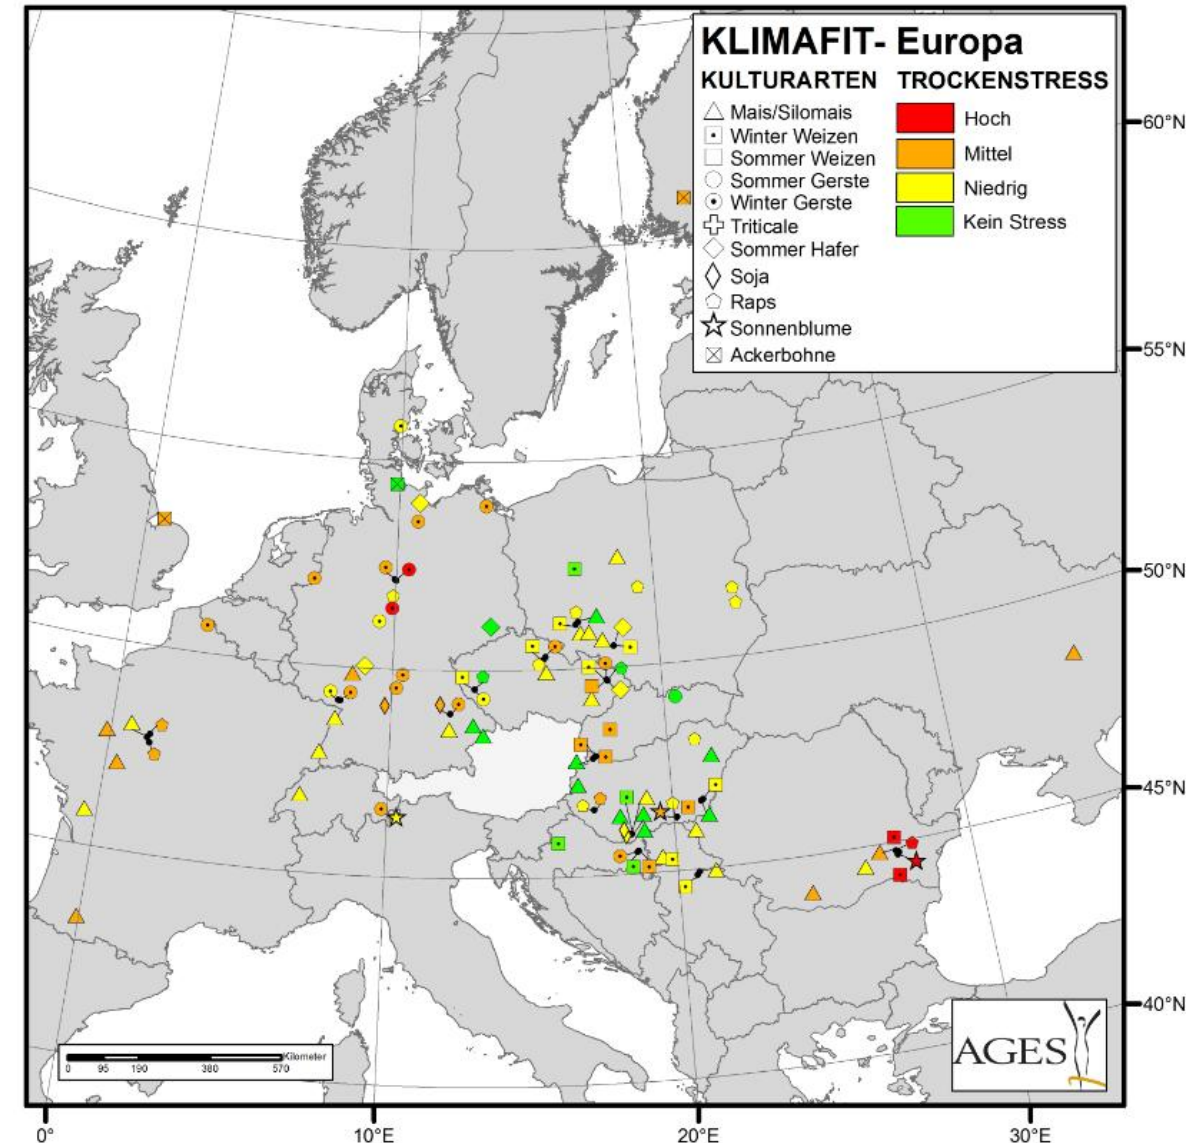 KLIMAFIT- Europa
KULTURARTEN
Mais/Silomais
Winter Weizen
Sommer Weizen
Sommer Gerste
Winter Gerste
Triticale
Sommer Hafer
Soja
Raps
Sonnenblume
Ackerbohne
TROCKENSTRESS
Hoch
Mittel
Niedrig
Kein Stress
60°N
55°N
50°N
45°N
40°N
AGES
Kilometer
0 95 190 380 570
0° 10°E 20°E 30°E